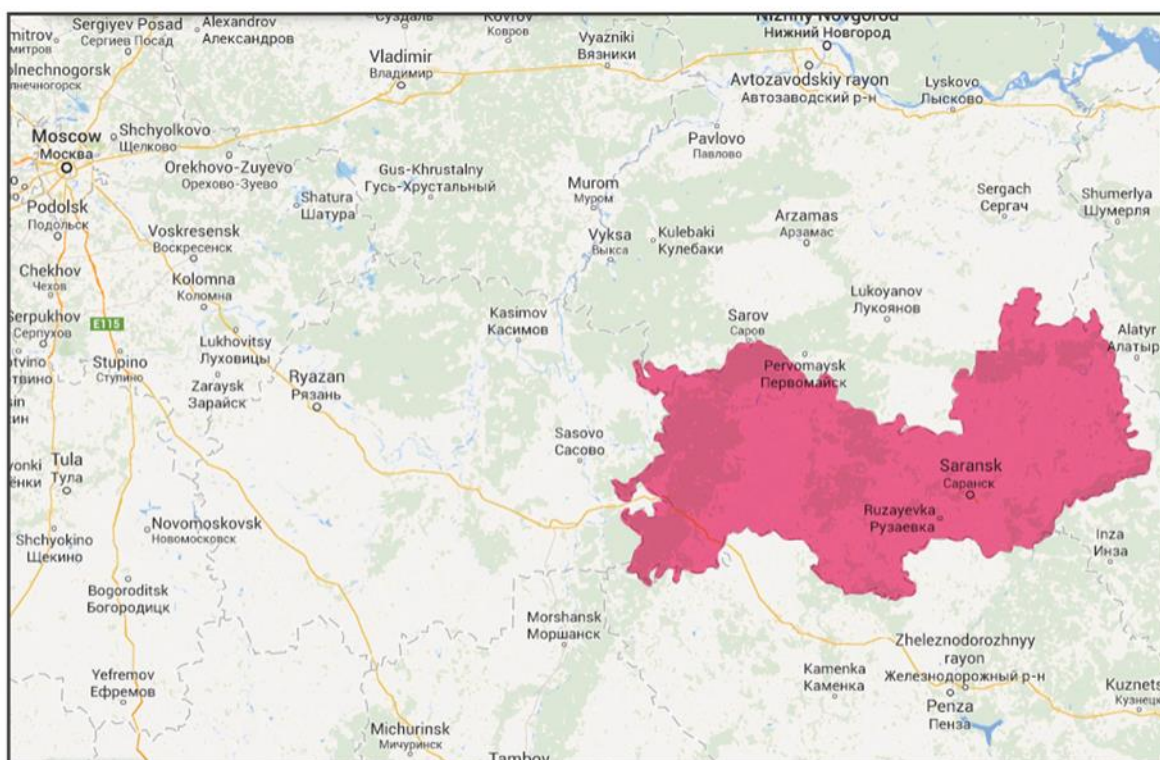 Sergiyev Posad
Сергиев Посад
Alexandrov
Александров
Суздаль
Kovrov
Ковров
Vyazniki
Вязники
Nizhny Novgorod
Нижний Новгород
Vladimir
Владимир
Avtozavodskiy rayon
Автозаводский р-н
Lyskovo
Лысково
Moscow
Москва
Shchyolkovo
Щелково
Orekhovo-Zuyevo
Орехово-Зуево
Gus-Khrustalny
Гусь-Хрустальный
Pavlovo
Павлово
Podolsk
Подольск
Shatura
Шатура
Murom
Муром
Sergach
Сергач
Shumerlya
Шумерля
Voskresensk
Воскресенск
Vyksa
Выкса
Kulebaki
Кулебаки
Arzamas
Арзамас
Chekhov
Чехов
Kolomna
Коломна
Lukoyanov
Лукоянов
Serpukhov
Серпухов
E115
Kasimov
Касимов
Sarov
Саров
Alatyr
Алатырь
Stupino
Ступино
Lukhovitsy
Луховицы
Pervomaysk
Первомайск
Zaraysk
Зарайск
Ryazan
Рязань
Sasovo
Сасово
Tula
Тула
Saransk
Саранск
Ruzayevka
Рузаевка
Novomoskovsk
Новомосковск
Shchyokino
Щекино
Inza
Инза
Bogoroditsk
Богородицк
Morshansk
Моршанск
Zheleznodorozhnyy
rayon
Железнодорожный р-н
Yefremov
Ефремов
Kamenka
Каменка
Penza
Пенза
Kuznets
Кузнецк
Michurinsk
Мичуринск
Tambov